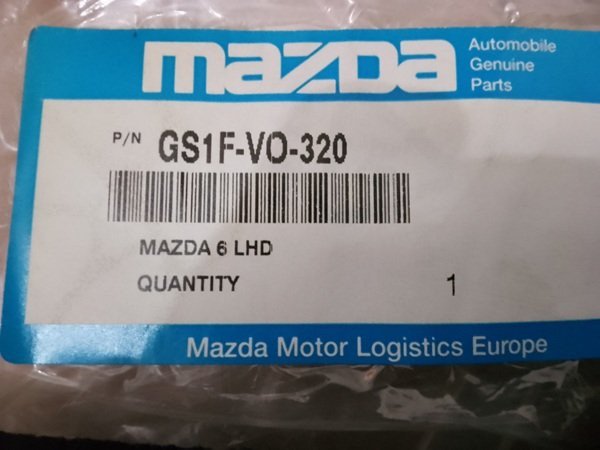 mazda
Automobile
Genuine
Parts
P/N GS1F-VO-320
MAZDA 6 LHD
QUANTITY 1
Mazda Motor Logistics Europe